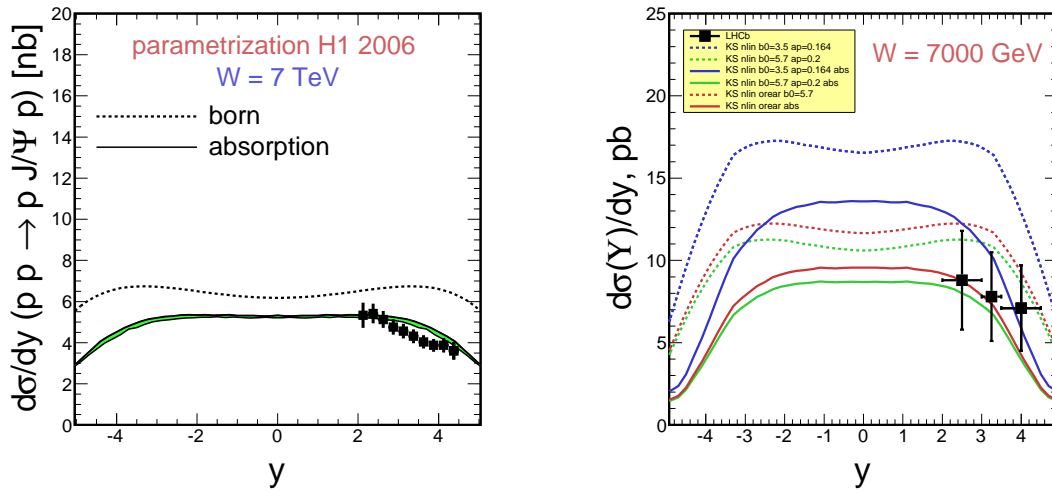 dσ/dy (p p → p J/Ψ p) [nb]
20
18
16
14
12
10
8
6
4
2
0
parametrization H1 2006
W = 7 TeV
born
absorption
-4 -2 0 2 4
y
dσ(Υ)/dy, pb
25
20
15
10
5
0
LHCb
KS nlin b0=3.5 ap=0.164
KS nlin b0=5.7 ap=0.2
KS nlin b0=3.5 ap=0.164 abs
KS nlin b0=5.7 ap=0.2 abs
KS nlin orear b0=5.7
KS nlin orear abs
W = 7000 GeV
-4 -3 -2 -1 0 1 2 3 4
y